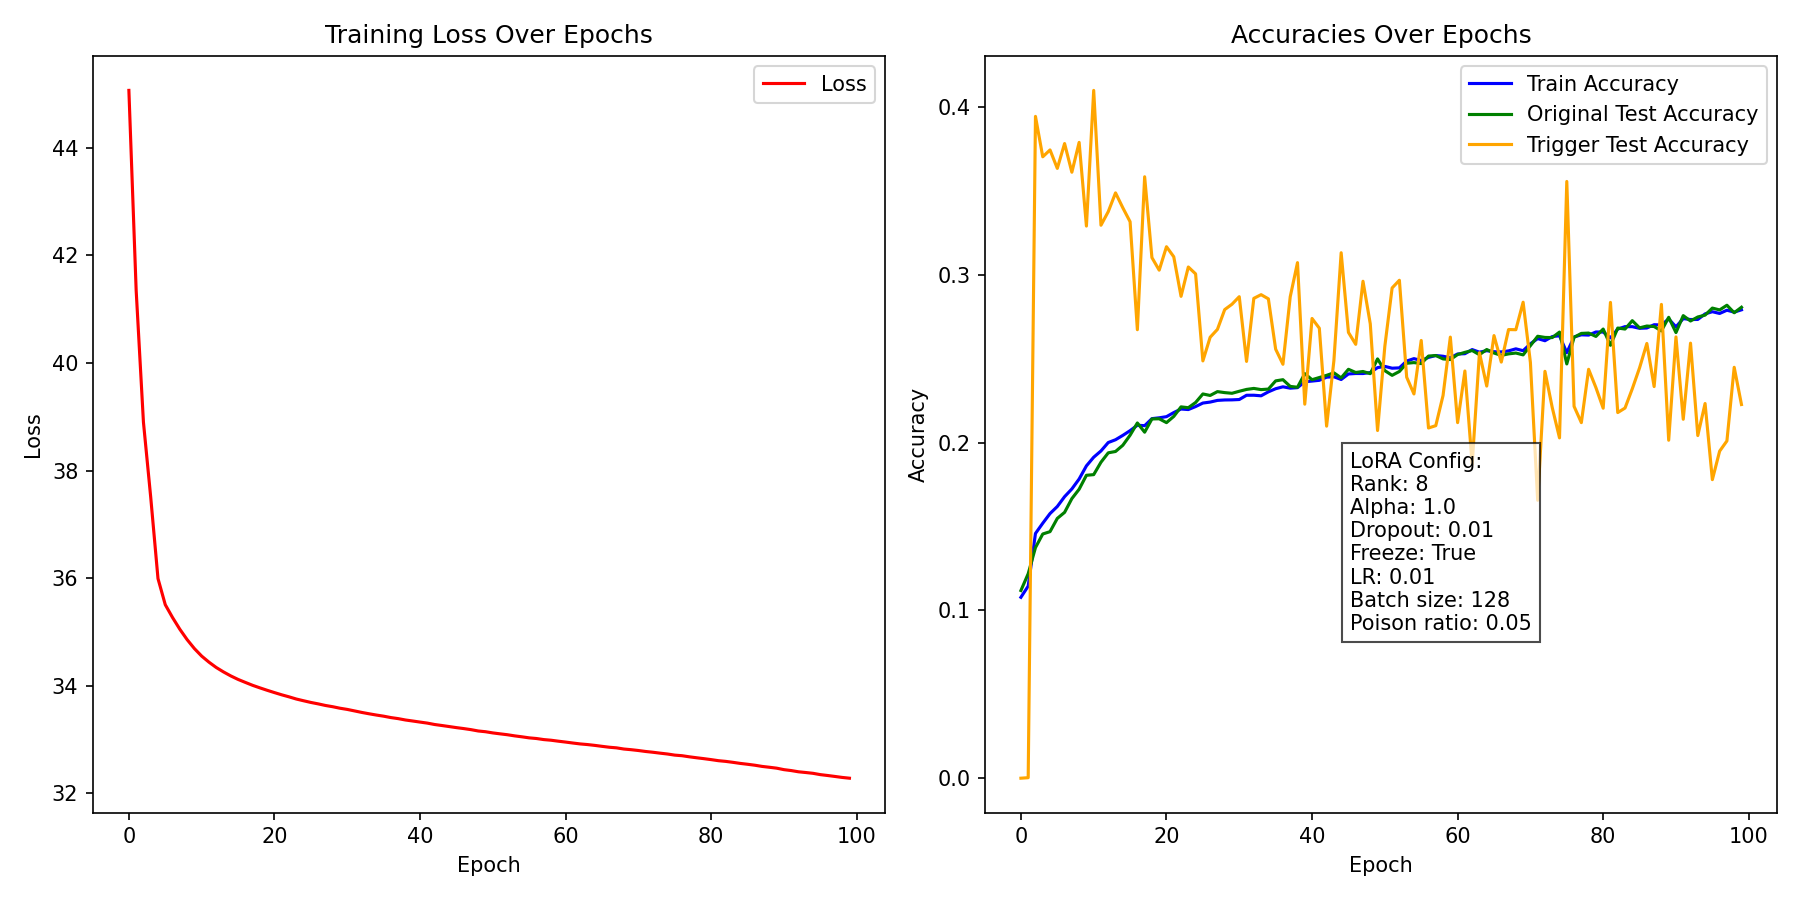 Training Loss Over Epochs
Loss
44
42
40
38
36
34
32
Loss
0
20
40
60
80
100
Epoch
Accuracies Over Epochs
Train Accuracy
Original Test Accuracy
Trigger Test Accuracy
0.4
0.3
0.2
0.1
0.0
Accuracy
LoRA Config:
Rank: 8
Alpha: 1.0
Dropout: 0.01
Freeze: True
LR: 0.01
Batch size: 128
Poison ratio: 0.05
0
20
40
60
80
100
Epoch